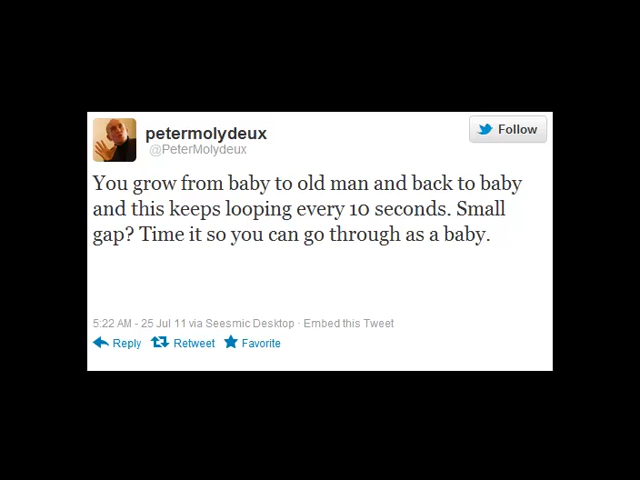 petermolydeux
@PeterMolydeux
Follow
You grow from baby to old man and back to baby
and this keeps looping every 10 seconds. Small
gap? Time it so you can go through as a baby.
5:22 AM - 25 Jul 11 via Seesmic Desktop · Embed this Tweet
Reply Retweet Favorite